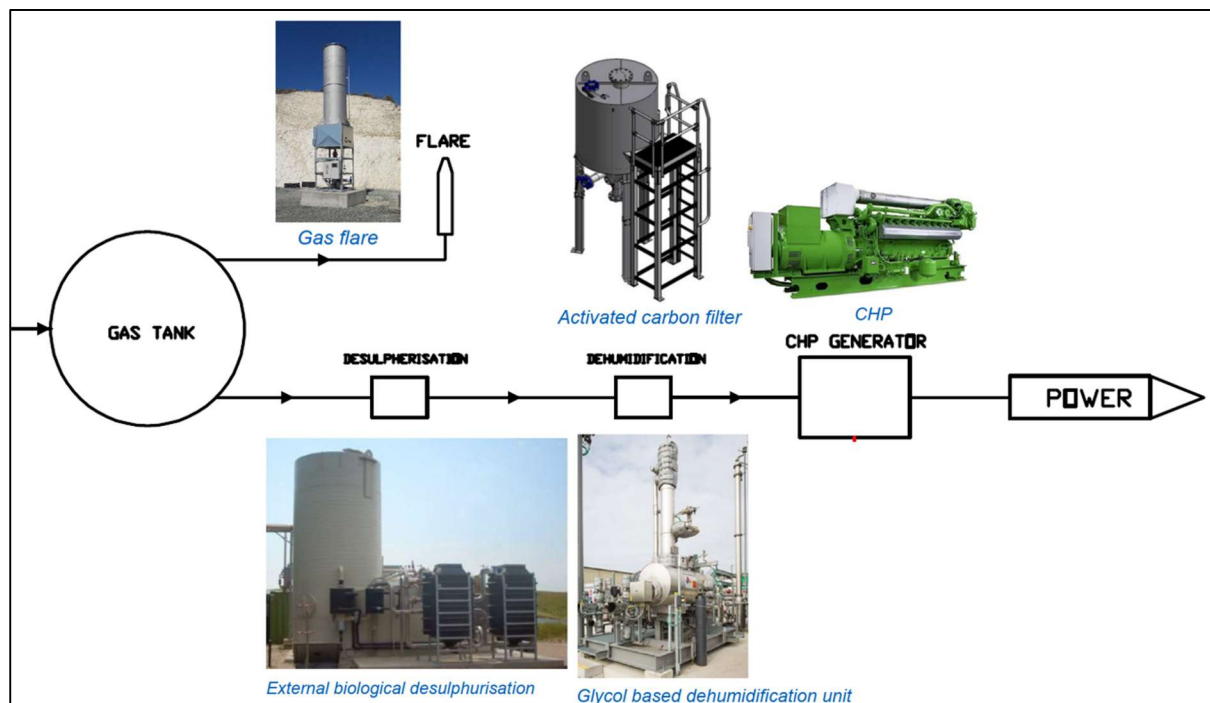 FLARE
Gas flare
Activated carbon filter
CHP
GAS TANK
DESULPHERISATION
DEHUMIDIFICATION
CHP GENERATOR
POWER
External biological desulphurisation
Glycol based dehumidification unit